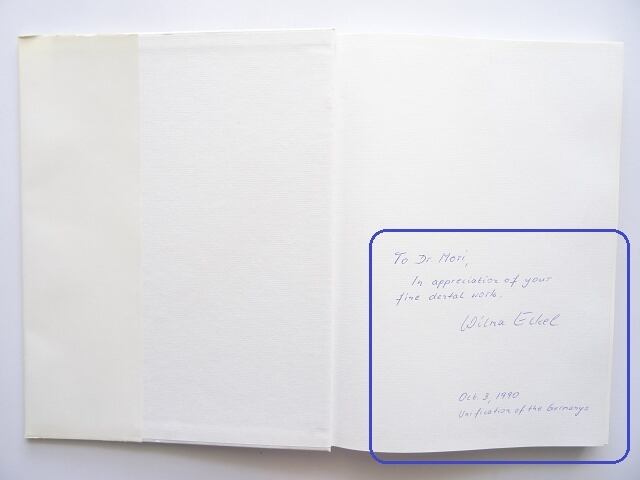 To Dr. Mori,
In appreciation of your
fine dental work.
Wilma Eckel
Oct. 3, 1990
Unification of the Germanys